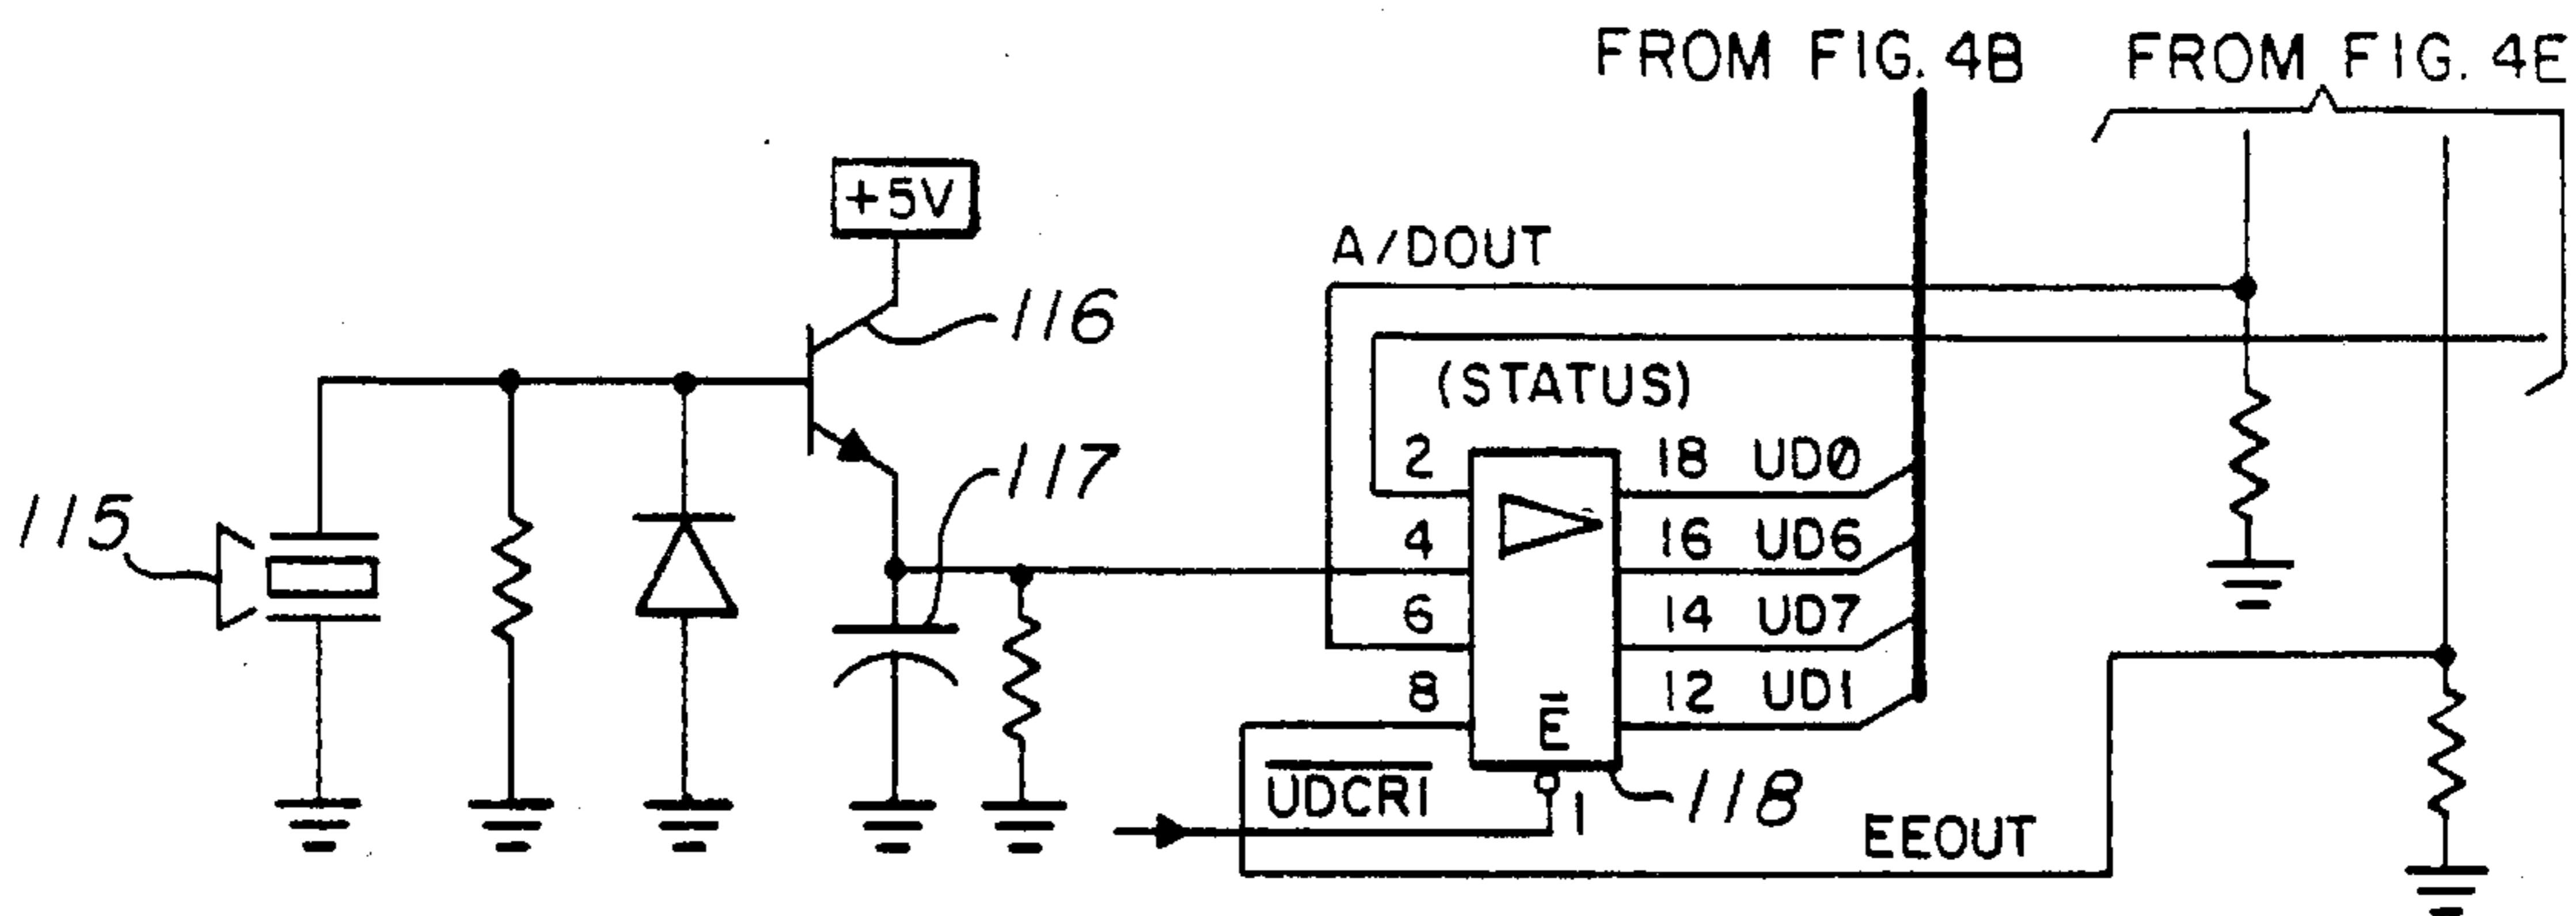 FROM FIG. 4B
FROM FIG. 4E
+5V
A/DOUT
116
(STATUS)
117
115
2
18 UD0
4
16 UD6
6
14 UD7
8
12 UD1
E̅
U̅D̅C̅R̅1̅
1
118
EEOUT